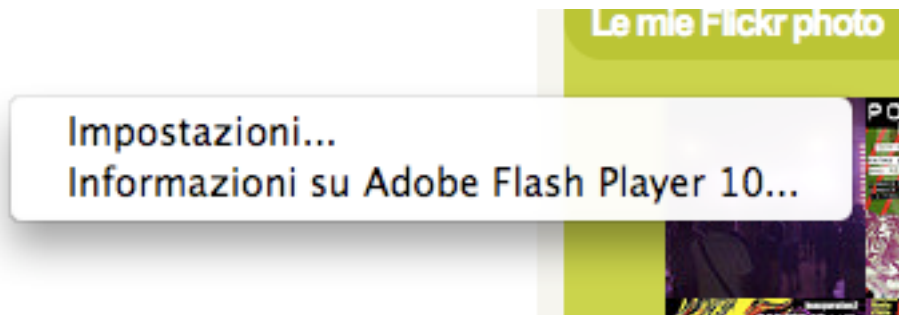 Le mie Flickr photo
Impostazioni...
Informazioni su Adobe Flash Player 10...